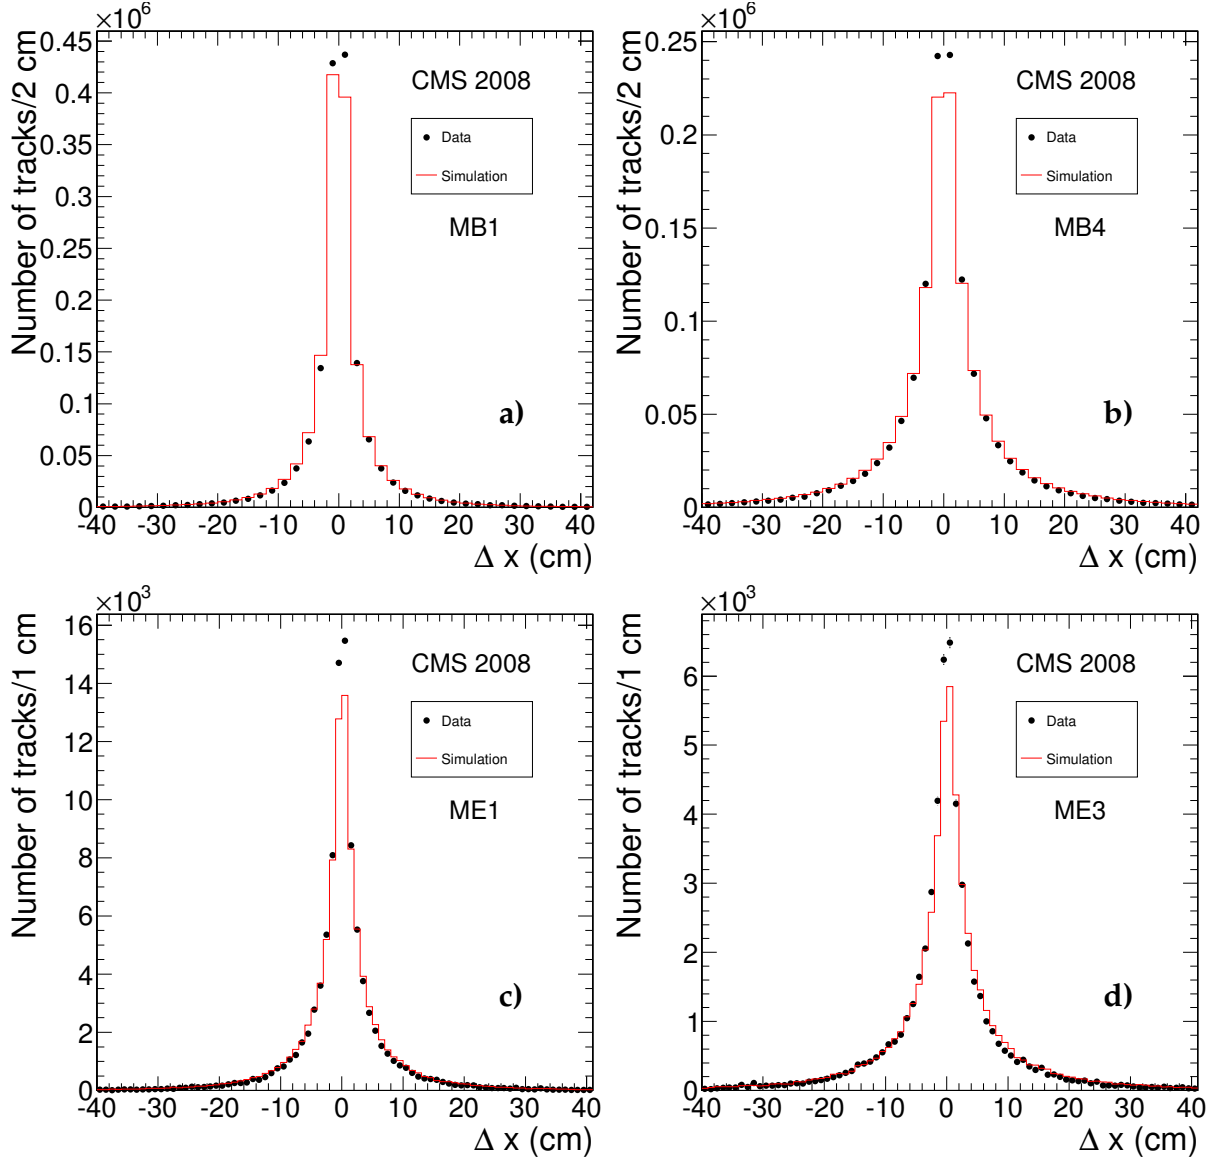 ×10⁶
Number of tracks/2 cm
0.45
0.4
0.35
0.3
0.25
0.2
0.15
0.1
0.05
0
CMS 2008
Data
Simulation
MB1
a)
-40 -30 -20 -10 0 10 20 30 40
Δ x (cm)
×10⁶
Number of tracks/2 cm
0.25
0.2
0.15
0.1
0.05
0
CMS 2008
Data
Simulation
MB4
b)
-40 -30 -20 -10 0 10 20 30 40
Δ x (cm)
×10³
Number of tracks/1 cm
16
14
12
10
8
6
4
2
0
CMS 2008
Data
Simulation
ME1
c)
-40 -30 -20 -10 0 10 20 30 40
Δ x (cm)
×10³
Number of tracks/1 cm
6
5
4
3
2
1
0
CMS 2008
Data
Simulation
ME3
d)
-40 -30 -20 -10 0 10 20 30 40
Δ x (cm)